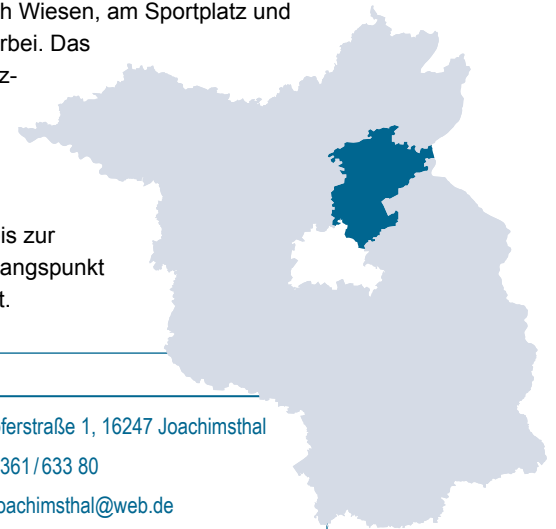 h Wiesen, am Sportplatz und
rbei. Das
z-
is zur
angspunkt
t.
ferstraße 1, 16247 Joachimsthal
361/633 80
oachimsthal@web.de